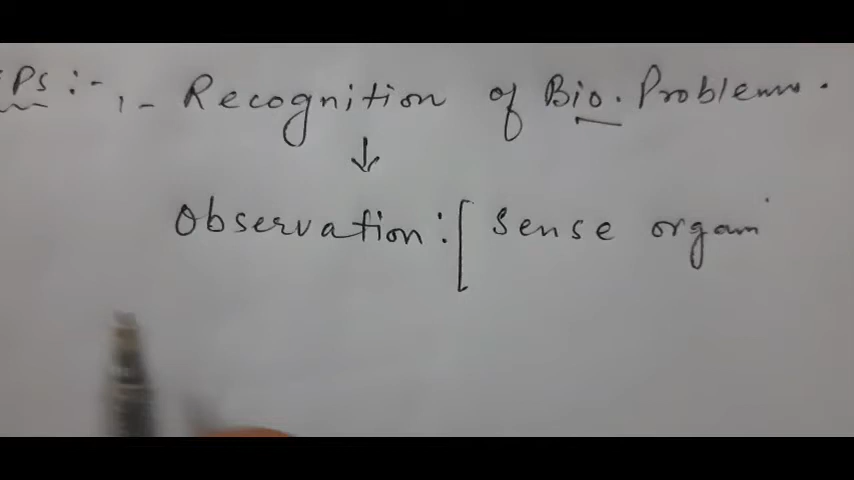 Ps :- 1 - Recognition of Bio. Problems.
↓
Observation : [ Sense organ